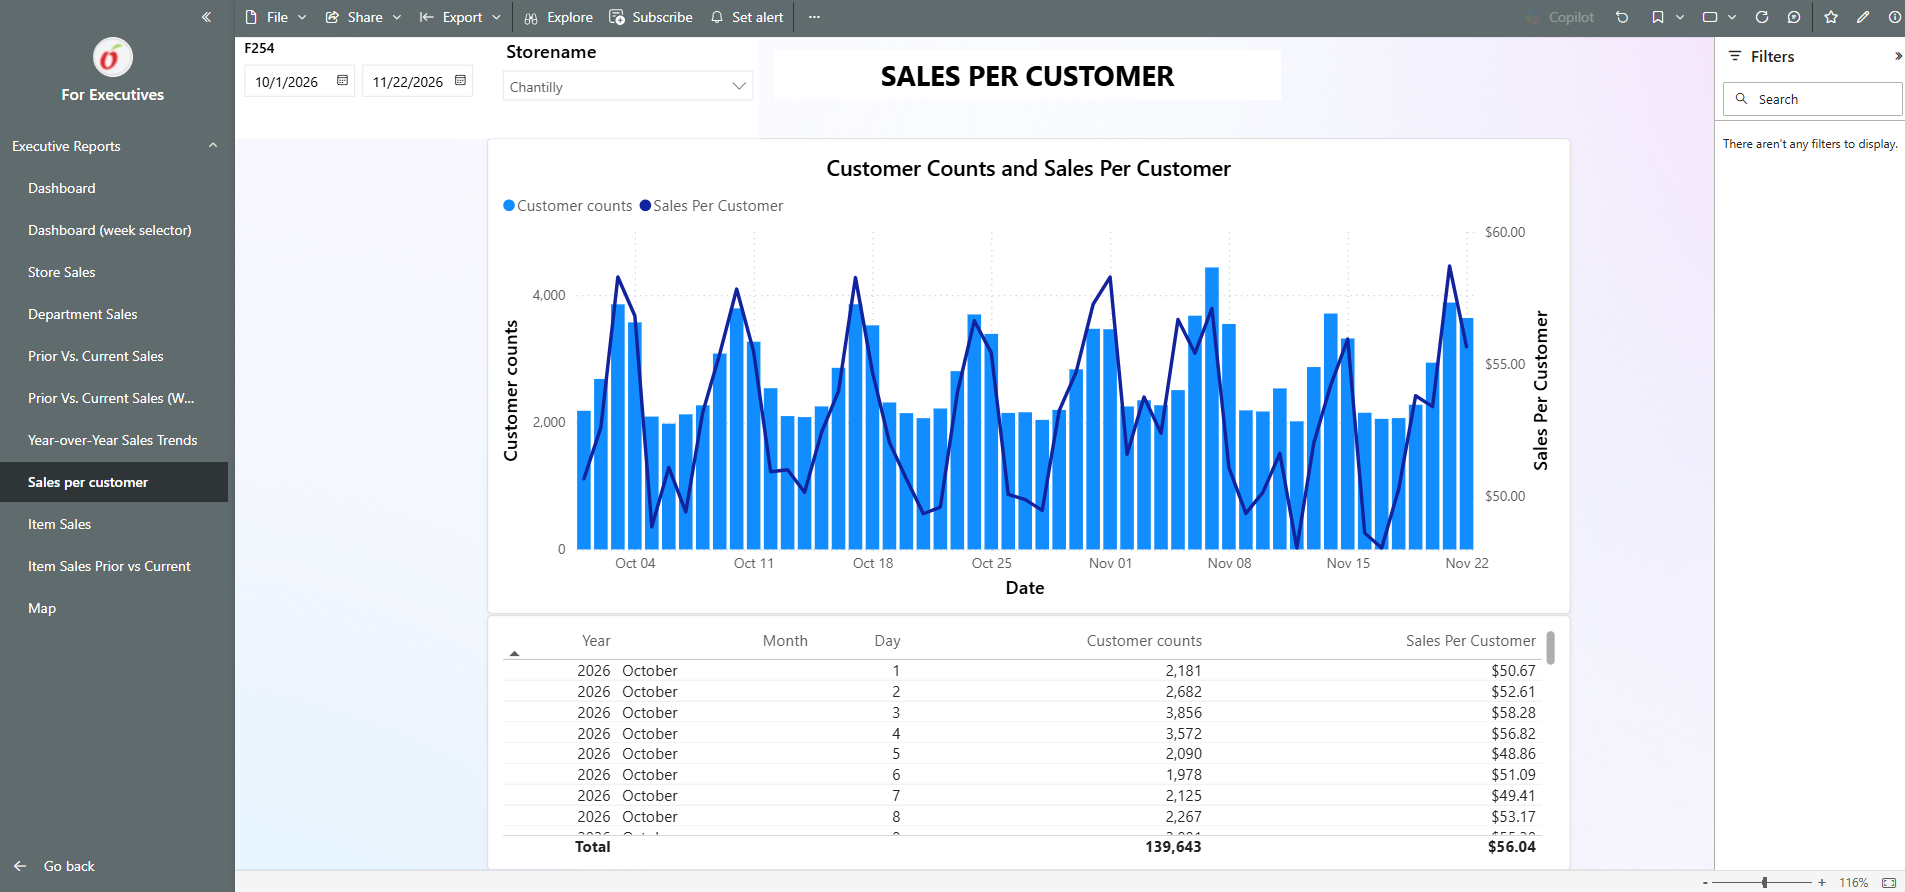 File
Share
Export
Explore
Subscribe
Set alert
...
Copilot
For Executives
Executive Reports
Dashboard
Dashboard (week selector)
Store Sales
Department Sales
Prior Vs. Current Sales
Prior Vs. Current Sales (W...
Year-over-Year Sales Trends
Sales per customer
Item Sales
Item Sales Prior vs Current
Map
Go back
F254
10/1/2026
11/22/2026
Storename
Chantilly
SALES PER CUSTOMER
Customer Counts and Sales Per Customer
Customer counts
Sales Per Customer
Customer counts
4,000
2,000
0
$60.00
$55.00
$50.00
Sales Per Customer
Oct 04 Oct 11 Oct 18 Oct 25 Nov 01 Nov 08 Nov 15 Nov 22
Date
Year Month Day Customer counts Sales Per Customer
2026 October 1 2,181 $50.67
2026 October 2 2,682 $52.61
2026 October 3 3,856 $58.28
2026 October 4 3,572 $56.82
2026 October 5 2,090 $48.86
2026 October 6 1,978 $51.09
2026 October 7 2,125 $49.41
2026 October 8 2,267 $53.17
Total 139,643 $56.04
Filters
Search
There aren't any filters to display.
- + 116%